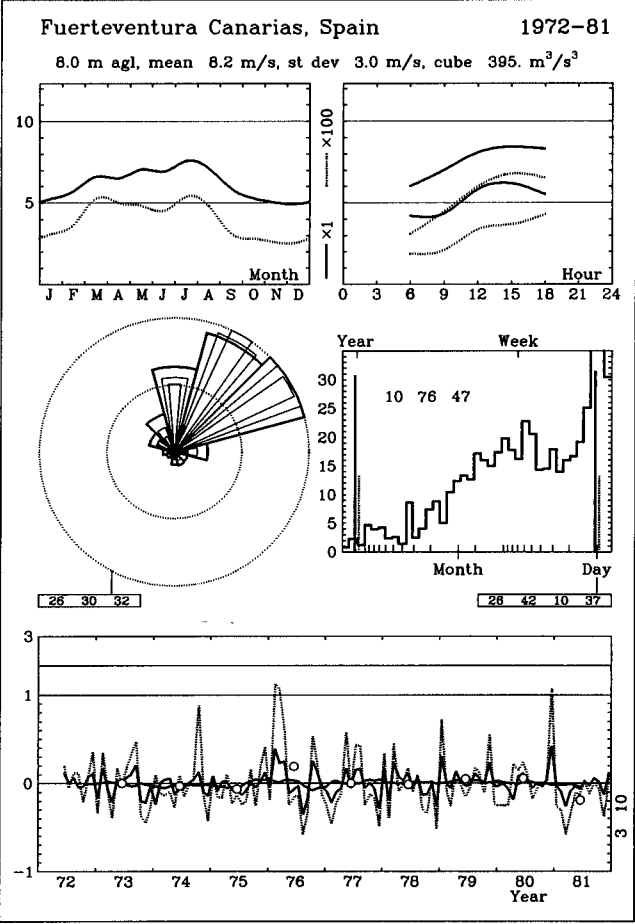 Fuerteventura Canarias, Spain 1972-81
8.0 m agl, mean 8.2 m/s, st dev 3.0 m/s, cube 395. m³/s³
10
5
J F M A M J J A S O N D
Month
×1 ×100
Hour
0 3 6 9 12 15 18 21 24
26 30 32
Year Week
35
30
25
20
15
10
5
0
10 76 47
Month Day
26 42 10 37
3
1
0
-1
3 10
72 73 74 75 76 77 78 79 80 81
Year